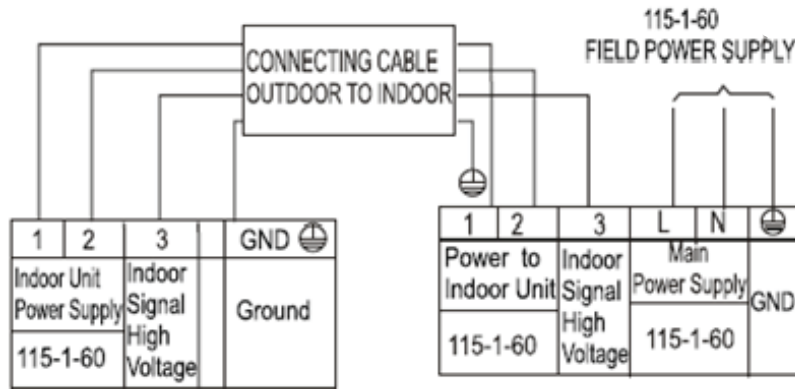 115-1-60
FIELD POWER SUPPLY
CONNECTING CABLE
OUTDOOR TO INDOOR
1 2 3 GND
Indoor Unit
Power Supply
115-1-60
Indoor
Signal
High
Voltage
Ground
1 2 3 L N
Power to
Indoor Unit
115-1-60
Indoor
Signal
High
Voltage
Main
Power Supply
115-1-60
GND